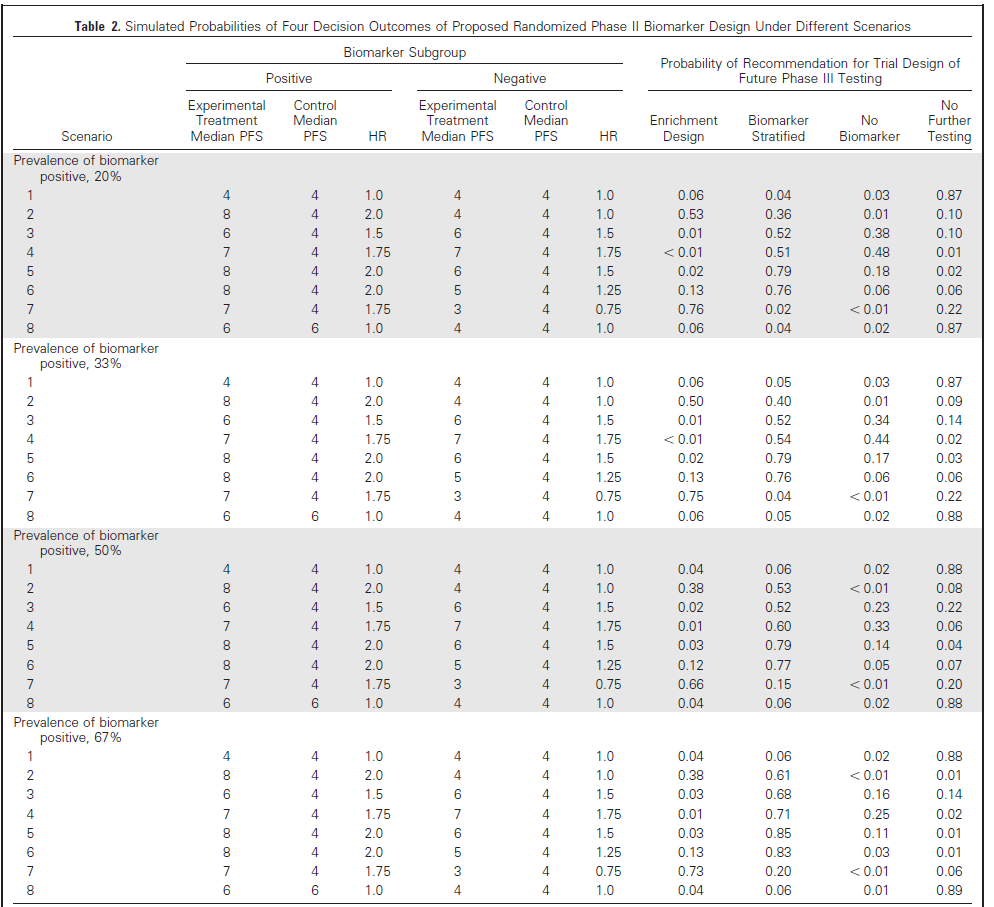 Table 2. Simulated Probabilities of Four Decision Outcomes of Proposed Randomized Phase II Biomarker Design Under Different Scenarios
Biomarker Subgroup
Probability of Recommendation for Trial Design of
Future Phase III Testing
Positive Negative
Experimental Control Experimental Control No
Treatment Median Treatment Median Enrichment Biomarker No Further
Scenario Median PFS PFS HR Median PFS PFS HR Design Stratified Biomarker Testing
Prevalence of biomarker
positive, 20%
1 4 4 1.0 4 4 1.0 0.06 0.04 0.03 0.87
2 8 4 2.0 4 4 1.0 0.53 0.36 0.01 0.10
3 6 4 1.5 6 4 1.5 0.01 0.52 0.38 0.10
4 7 4 1.75 7 4 1.75 < 0.01 0.51 0.48 0.01
5 8 4 2.0 6 4 1.5 0.02 0.79 0.18 0.02
6 8 4 2.0 5 4 1.25 0.13 0.76 0.06 0.06
7 7 4 1.75 3 4 0.75 0.76 0.02 < 0.01 0.22
8 6 6 1.0 4 4 1.0 0.06 0.04 0.02 0.87
Prevalence of biomarker
positive, 33%
1 4 4 1.0 4 4 1.0 0.06 0.05 0.03 0.87
2 8 4 2.0 4 4 1.0 0.50 0.40 0.01 0.09
3 6 4 1.5 6 4 1.5 0.01 0.52 0.34 0.14
4 7 4 1.75 7 4 1.75 < 0.01 0.54 0.44 0.02
5 8 4 2.0 6 4 1.5 0.02 0.79 0.17 0.03
6 8 4 2.0 5 4 1.25 0.13 0.76 0.06 0.06
7 7 4 1.75 3 4 0.75 0.75 0.04 < 0.01 0.22
8 6 6 1.0 4 4 1.0 0.06 0.05 0.02 0.88
Prevalence of biomarker
positive, 50%
1 4 4 1.0 4 4 1.0 0.04 0.06 0.02 0.88
2 8 4 2.0 4 4 1.0 0.38 0.53 < 0.01 0.08
3 6 4 1.5 6 4 1.5 0.02 0.52 0.23 0.22
4 7 4 1.75 7 4 1.75 0.01 0.60 0.33 0.06
5 8 4 2.0 6 4 1.5 0.03 0.79 0.14 0.04
6 8 4 2.0 5 4 1.25 0.12 0.77 0.05 0.07
7 7 4 1.75 3 4 0.75 0.66 0.15 < 0.01 0.20
8 6 6 1.0 4 4 1.0 0.04 0.06 0.02 0.88
Prevalence of biomarker
positive, 67%
1 4 4 1.0 4 4 1.0 0.04 0.06 0.02 0.88
2 8 4 2.0 4 4 1.0 0.38 0.61 < 0.01 0.01
3 6 4 1.5 6 4 1.5 0.03 0.68 0.16 0.14
4 7 4 1.75 7 4 1.75 0.01 0.71 0.25 0.02
5 8 4 2.0 6 4 1.5 0.03 0.85 0.11 0.01
6 8 4 2.0 5 4 1.25 0.13 0.83 0.03 0.01
7 7 4 1.75 3 4 0.75 0.73 0.20 < 0.01 0.06
8 6 6 1.0 4 4 1.0 0.04 0.06 0.01 0.89